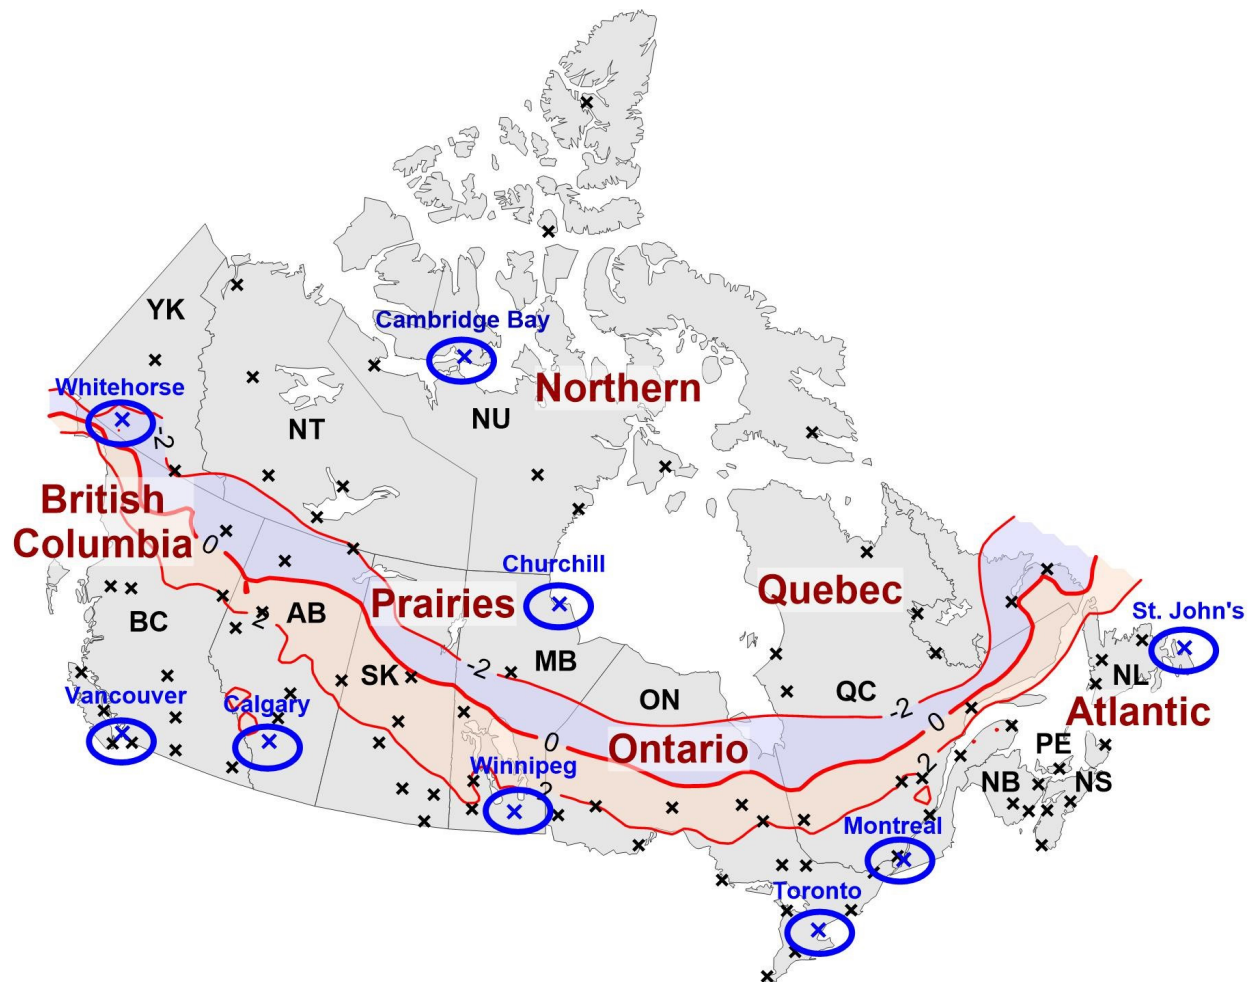 YK
Cambridge Bay
Whitehorse
Northern
NU
NT
-2
British
Columbia
0
Churchill
Quebec
Prairies
AB
BC
2
St. John's
MB
-2
SK
NL
ON
QC
Vancouver
Calgary
-2
0
Atlantic
0
Ontario
PE
Winnipeg
2
NB
NS
2
Montreal
Toronto